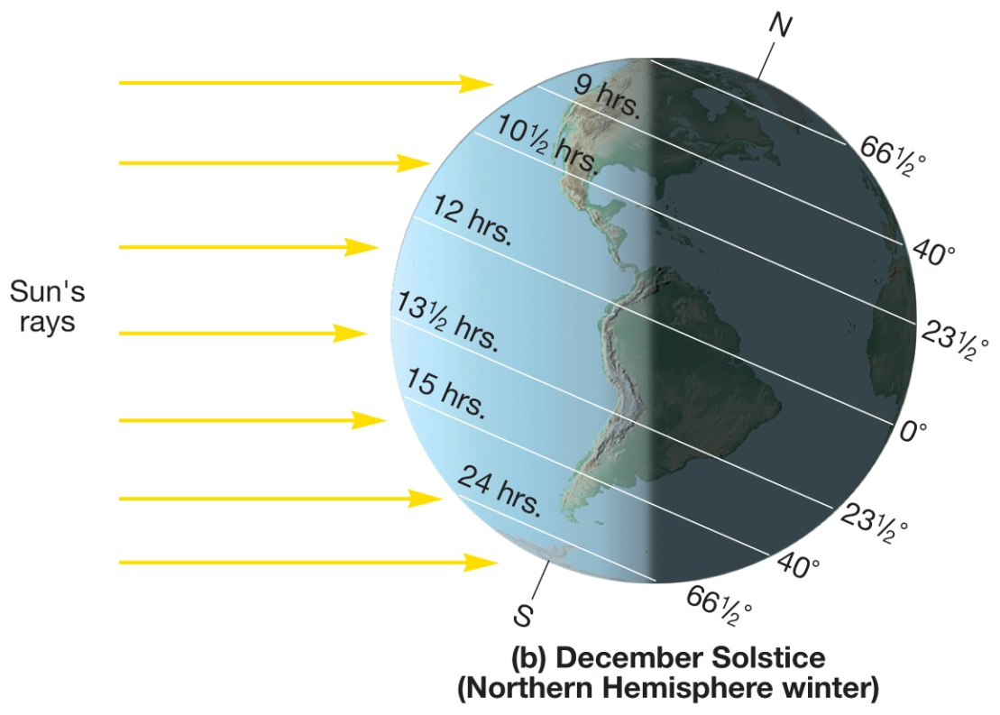 N
9 hrs.
10½ hrs.
12 hrs.
13½ hrs.
15 hrs.
24 hrs.
Sun's
rays
66½°
40°
23½°
0°
23½°
40°
66½°
S
(b) December Solstice
(Northern Hemisphere winter)